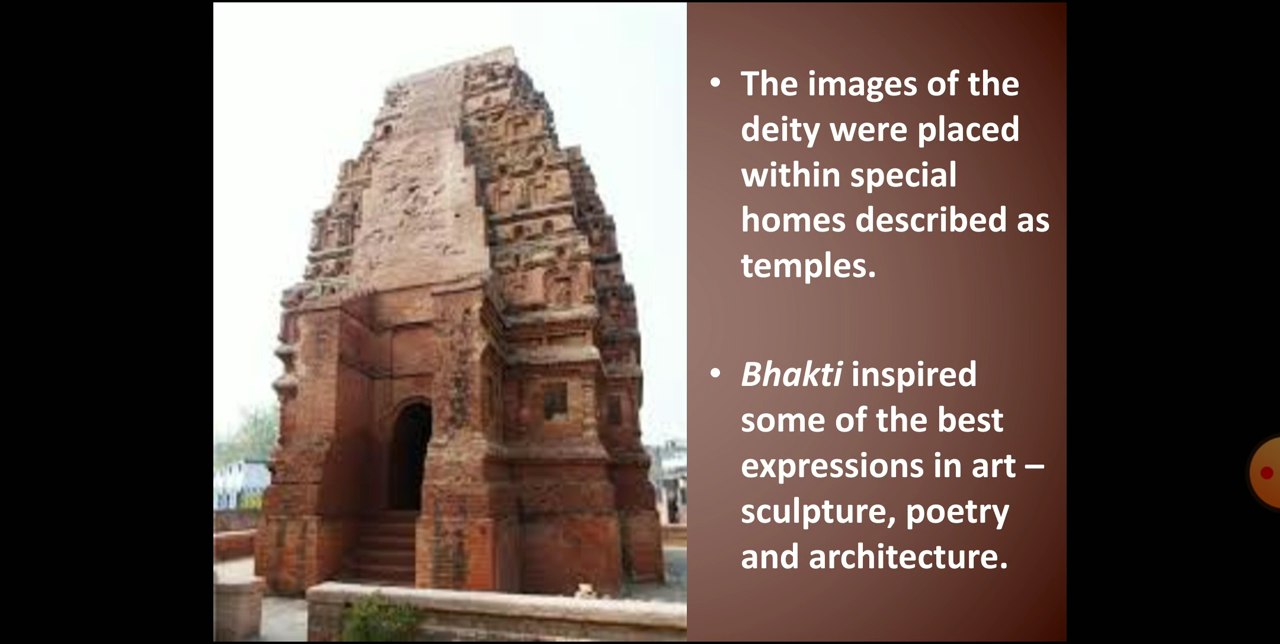 • The images of the
deity were placed
within special
homes described as
temples.
• Bhakti inspired
some of the best
expressions in art –
sculpture, poetry
and architecture.